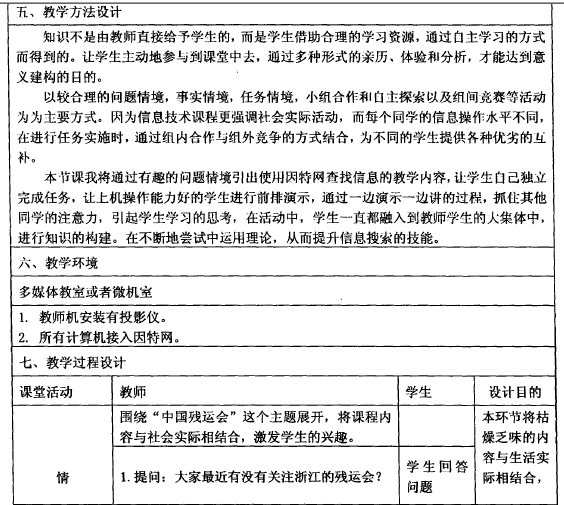 五、教学方法设计
知识不是由教师直接给予学生的，而是学生借助合理的学习资源，通过自主学习的方式
而得到的。让学生主动地参与到课堂中去，通过多种形式的亲历、体验和分析，才能达到意
义建构的目的。
以较合理的问题情境，事实情境，任务情境，小组合作和自主探索以及组间竞赛等活动
为为主要方式。因为信息技术课程更强调社会实际活动，而每个同学的信息操作水平不同，
在进行任务实施时，通过组内合作与组外竞争的方式结合，为不同的学生提供各种优劣的互
补。
本节课我将通过有趣的问题情境引出使用因特网查找信息的教学内容，让学生自己独立
完成任务，让上机操作能力好的学生进行前排演示，通过一边演示一边讲的过程，抓住其他
同学的注意力，引起学生学习的思考，在活动中，学生一直都融入到教师学生的大集体中，
进行知识的构建。在不断地尝试中运用理论，从而提升信息搜索的技能。
六、教学环境
多媒体教室或者微机室
1. 教师机安装有投影仪。
2. 所有计算机接入因特网。
七、教学过程设计
课堂活动 教师 学生 设计目的
围绕“中国残运会”这个主题展开，将课程内
容与社会实际相结合，激发学生的兴趣。
情
1.提问：大家最近有没有关注浙江的残运会？
学生回答
问题
本环节将枯
燥乏味的内
容与生活实
际相结合，